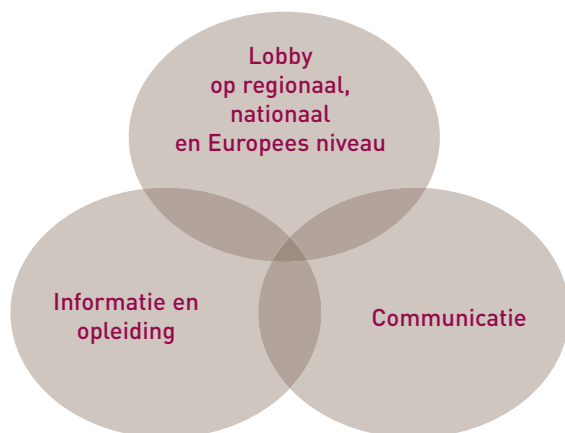 Lobby
op regionaal,
nationaal
en Europees niveau
Informatie en
opleiding
Communicatie